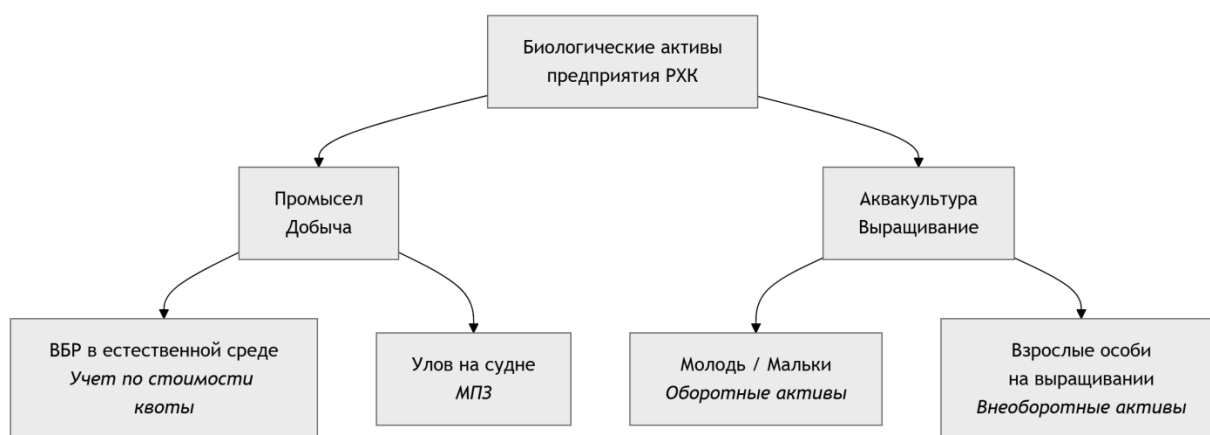 Биологические активы
предприятия РХК
Промысел
Добыча
Аквакультура
Выращивание
ВБР в естественной среде
Учет по стоимости
квоты
Улов на судне
МПЗ
Молодь / Мальки
Оборотные активы
Взрослые особи
на выращивании
Внеоборотные активы